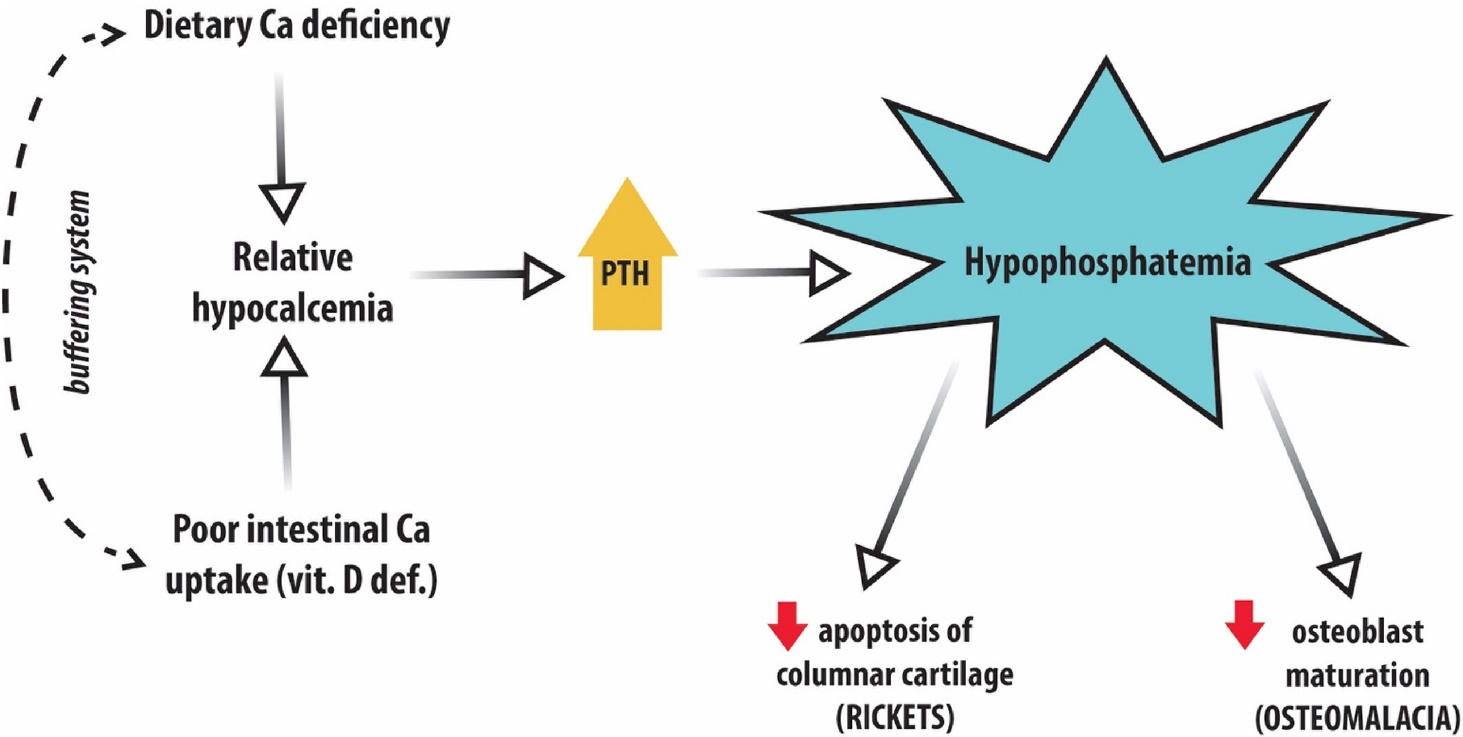 Dietary Ca deficiency
buffering system
Relative
hypocalcemia
PTH
Hypophosphatemia
Poor intestinal Ca
uptake (vit. D def.)
apoptosis of
columnar cartilage
(RICKETS)
osteoblast
maturation
(OSTEOMALACIA)